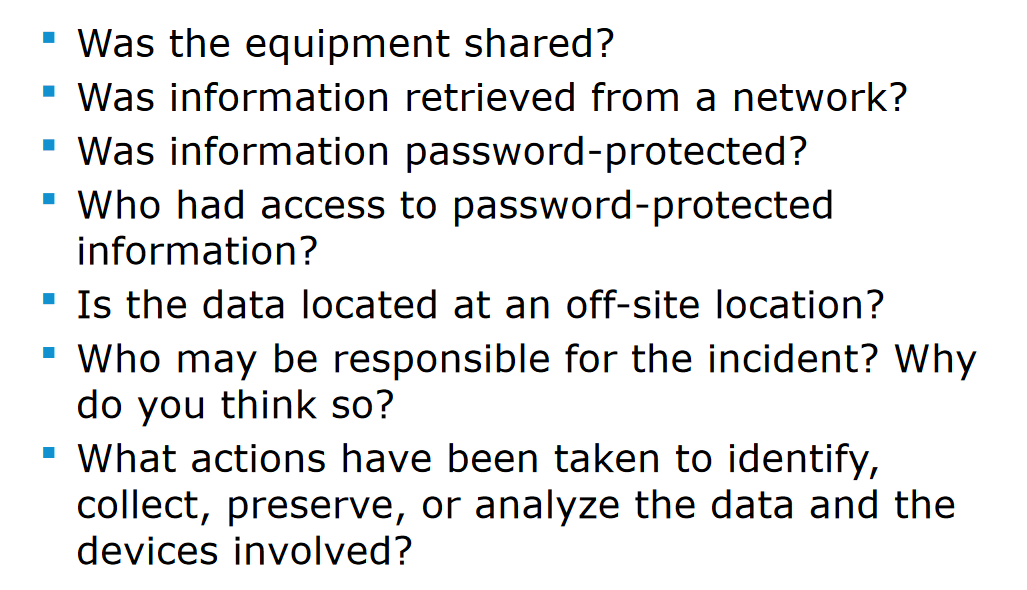 ▪ Was the equipment shared?
▪ Was information retrieved from a network?
▪ Was information password-protected?
▪ Who had access to password-protected
information?
▪ Is the data located at an off-site location?
▪ Who may be responsible for the incident? Why
do you think so?
▪ What actions have been taken to identify,
collect, preserve, or analyze the data and the
devices involved?